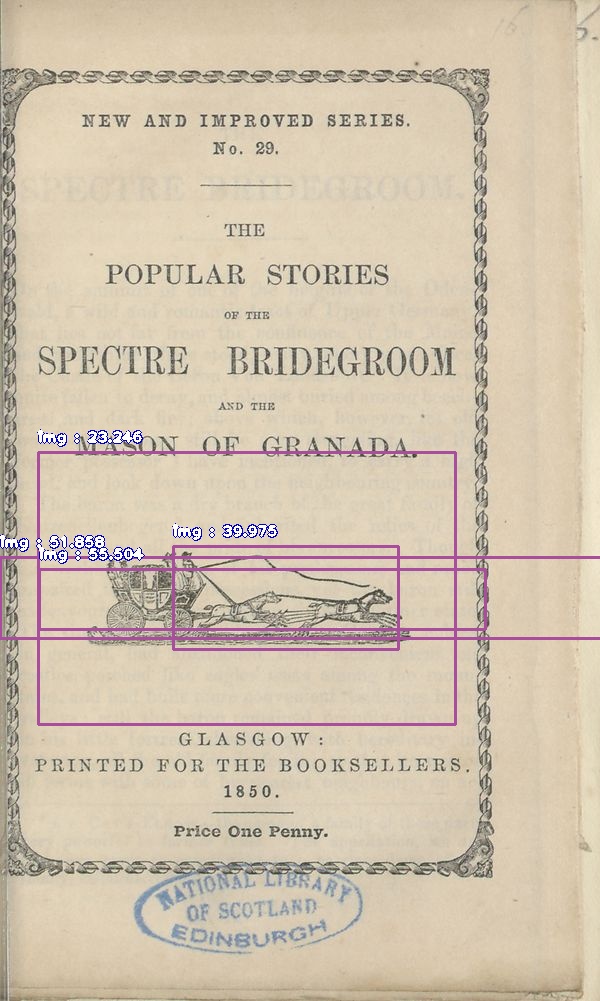 16
NEW AND IMPROVED SERIES.
No. 29.
THE
POPULAR STORIES
OF THE
SPECTRE BRIDEGROOM
AND THE
MASON OF GRANADA.
img : 23.246
img : 39.975
img : 51.858
img : 55.504
GLASGOW:
PRINTED FOR THE BOOKSELLERS.
1850.
Price One Penny.
NATIONAL LIBRARY
OF SCOTLAND
EDINBURGH